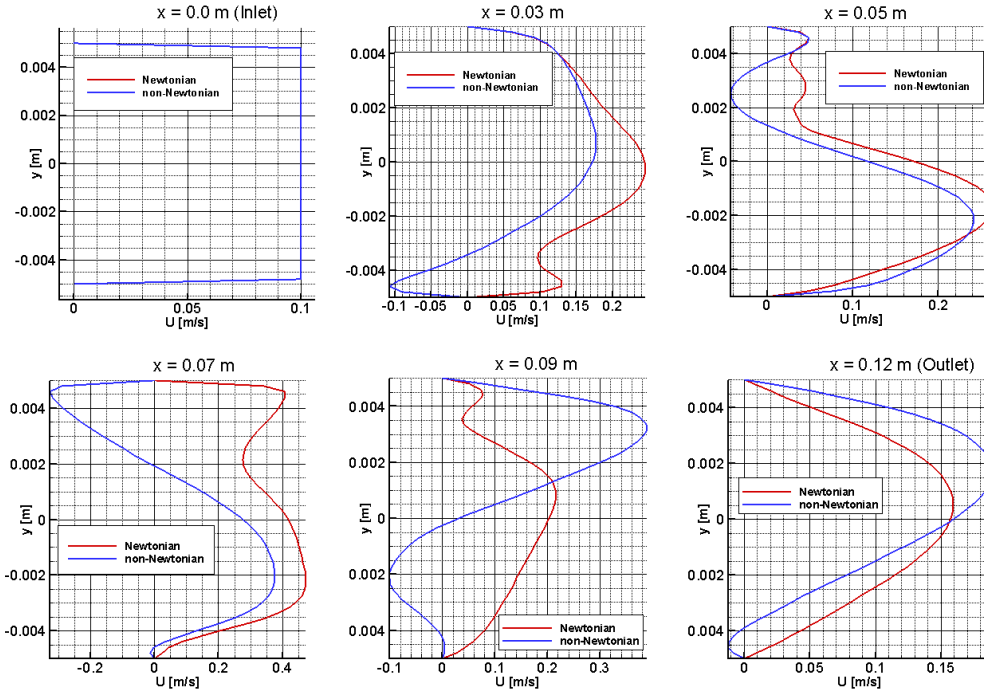 x = 0.0 m (Inlet)
0.004
0.002
0
-0.002
-0.004
y [m]
Newtonian
non-Newtonian
0
0.05
0.1
U [m/s]
x = 0.03 m
0.004
0.002
0
-0.002
-0.004
y [m]
Newtonian
non-Newtonian
-0.1
-0.05
0
0.05
0.1
0.15
0.2
U [m/s]
x = 0.05 m
0.004
0.002
0
-0.002
-0.004
y [m]
Newtonian
non-Newtonian
0
0.1
0.2
U [m/s]
x = 0.07 m
0.004
0.002
0
-0.002
-0.004
y [m]
Newtonian
non-Newtonian
-0.2
0
0.2
0.4
U [m/s]
x = 0.09 m
0.004
0.002
0
0.002
0.004
y [m]
Newtonian
non-Newtonian
-0.1
0
0.1
0.2
0.3
U [m/s]
x = 0.12 m (Outlet)
0.004
0.002
0
0.002
0.004
y [m]
Newtonian
non-Newtonian
0
0.05
0.1
0.15
U [m/s]